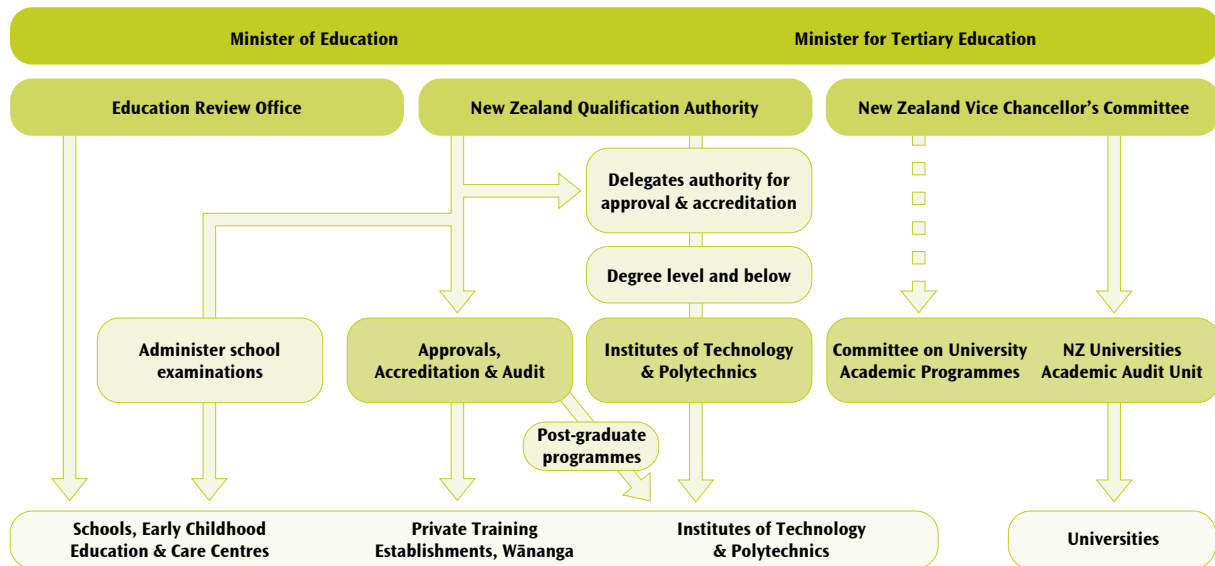 Minister of Education
Minister for Tertiary Education
Education Review Office
New Zealand Qualification Authority
New Zealand Vice Chancellor's Committee
Delegates authority for
approval & accreditation
Degree level and below
Administer school
examinations
Approvals,
Accreditation & Audit
Institutes of Technology
& Polytechnics
Committee on University
Academic Programmes
NZ Universities
Academic Audit Unit
Post-graduate
programmes
Schools, Early Childhood
Education & Care Centres
Private Training
Establishments, Wānanga
Institutes of Technology
& Polytechnics
Universities